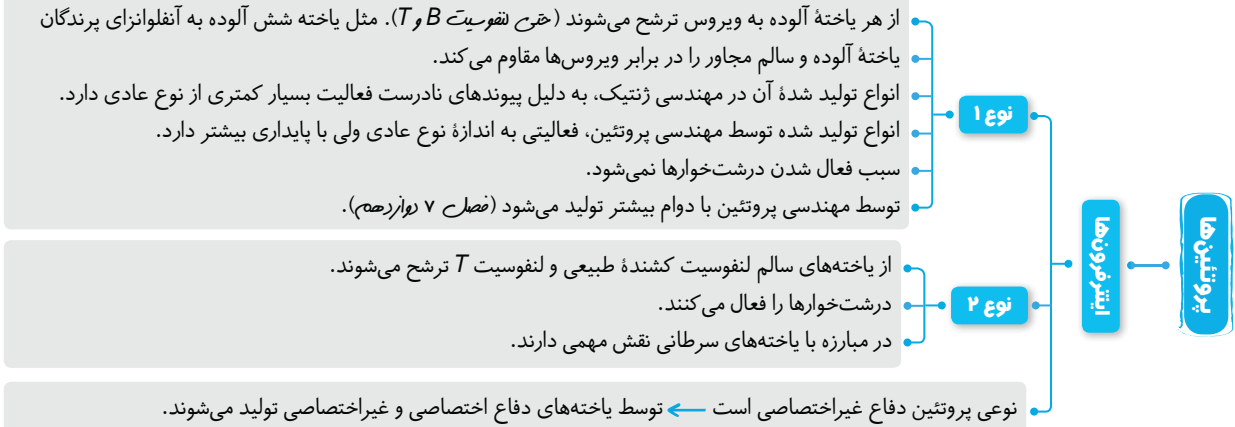 پروتئین‌ها
اینترفرون‌ها
نوع ۱
از هر یاختهٔ آلوده به ویروس ترشح می‌شوند (حتی لنفوسیت B و T). مثل یاخته شش آلوده به آنفلوانزای پرندگان
یاختهٔ آلوده و سالم مجاور را در برابر ویروس‌ها مقاوم می‌کند.
انواع تولید شدهٔ آن در مهندسی ژنتیک، به دلیل پیوندهای نادرست فعالیت بسیار کمتری از نوع عادی دارد.
انواع تولید شده توسط مهندسی پروتئین، فعالیتی به اندازهٔ نوع عادی ولی با پایداری بیشتر دارد.
سبب فعال شدن درشت‌خوارها نمی‌شود.
توسط مهندسی پروتئین با دوام بیشتر تولید می‌شود (فصل ۷ دوازدهم).
نوع ۲
از یاخته‌های سالم لنفوسیت کشندهٔ طبیعی و لنفوسیت T ترشح می‌شوند.
درشت‌خوارها را فعال می‌کنند.
در مبارزه با یاخته‌های سرطانی نقش مهمی دارند.
نوعی پروتئین دفاع غیراختصاصی است ← توسط یاخته‌های دفاع اختصاصی و غیراختصاصی تولید می‌شوند.